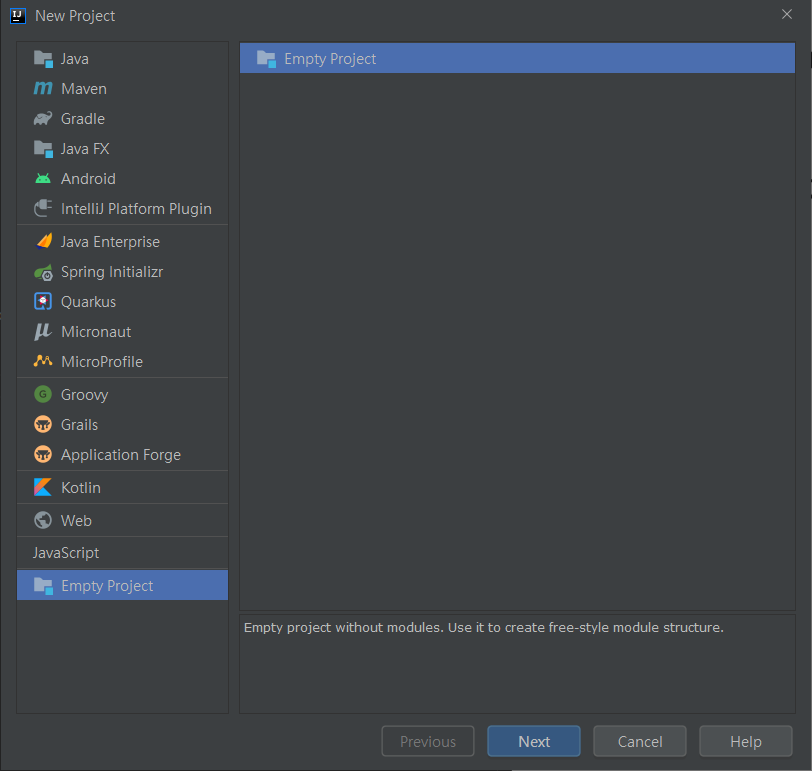 New Project
Java
Maven
Gradle
Java FX
Android
IntelliJ Platform Plugin
Java Enterprise
Spring Initializr
Quarkus
Micronaut
MicroProfile
Groovy
Grails
Application Forge
Kotlin
Web
JavaScript
Empty Project
Empty Project
Empty project without modules. Use it to create free-style module structure.
Previous
Next
Cancel
Help